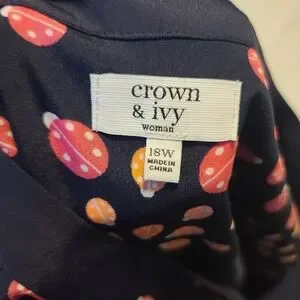 crown
& ivy
woman
18W
MADE IN
CHINA